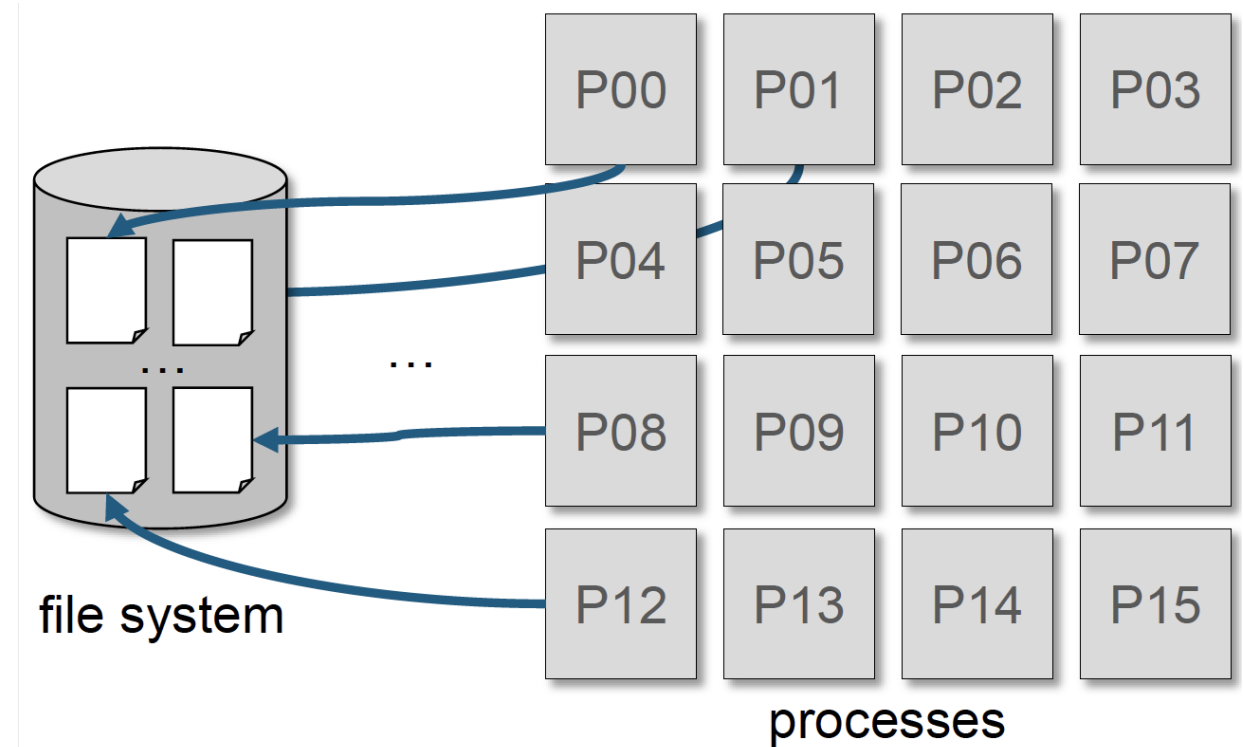 P00 P01 P02 P03
P04 P05 P06 P07
...
...
P08 P09 P10 P11
P12 P13 P14 P15
file system
processes